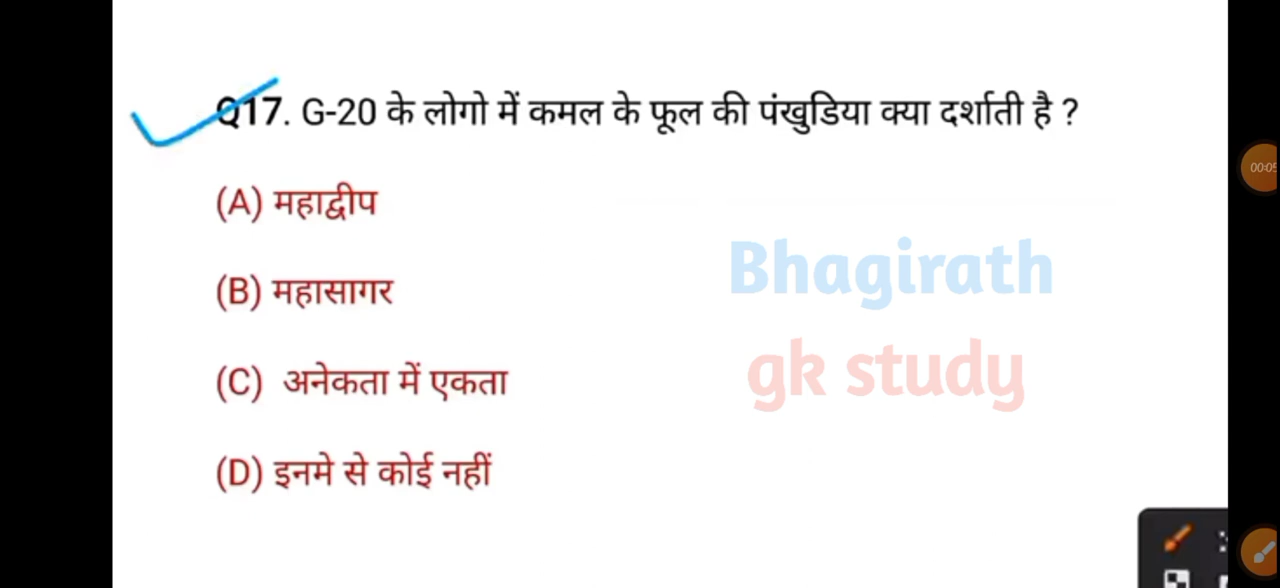 Q17. G-20 के लोगो में कमल के फूल की पंखुडिया क्या दर्शाती है ?
(A) महाद्वीप
(B) महासागर
(C) अनेकता में एकता
(D) इनमे से कोई नहीं
Bhagirath
gk study